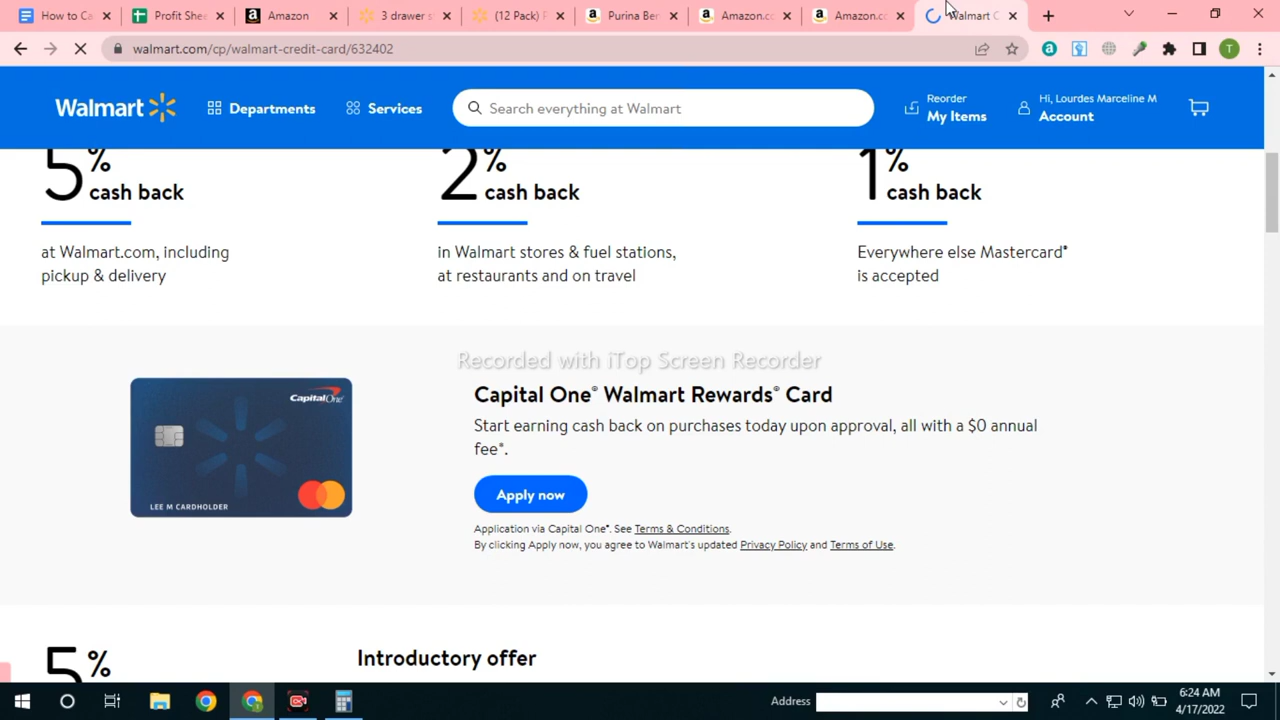 How to Ca
Profit Shee
Amazon
3 drawer s
(12 Pack) F
Purina Ber
Amazon.co
Amazon.co
Walmart C
walmart.com/cp/walmart-credit-card/632402
T
Walmart
Departments
Services
Search everything at Walmart
Reorder
My Items
Hi, Lourdes Marceline M
Account
5% cash back
2% cash back
1% cash back
at Walmart.com, including
pickup & delivery
in Walmart stores & fuel stations,
at restaurants and on travel
Everywhere else Mastercard®
is accepted
Recorded with iTop Screen Recorder
Capital One
LEE M CARDHOLDER
Capital One® Walmart Rewards® Card
Start earning cash back on purchases today upon approval, all with a $0 annual
fee*.
Apply now
Application via Capital One®. See Terms & Conditions.
By clicking Apply now, you agree to Walmart's updated Privacy Policy and Terms of Use.
5%
Introductory offer
Address
6:24 AM
4/17/2022